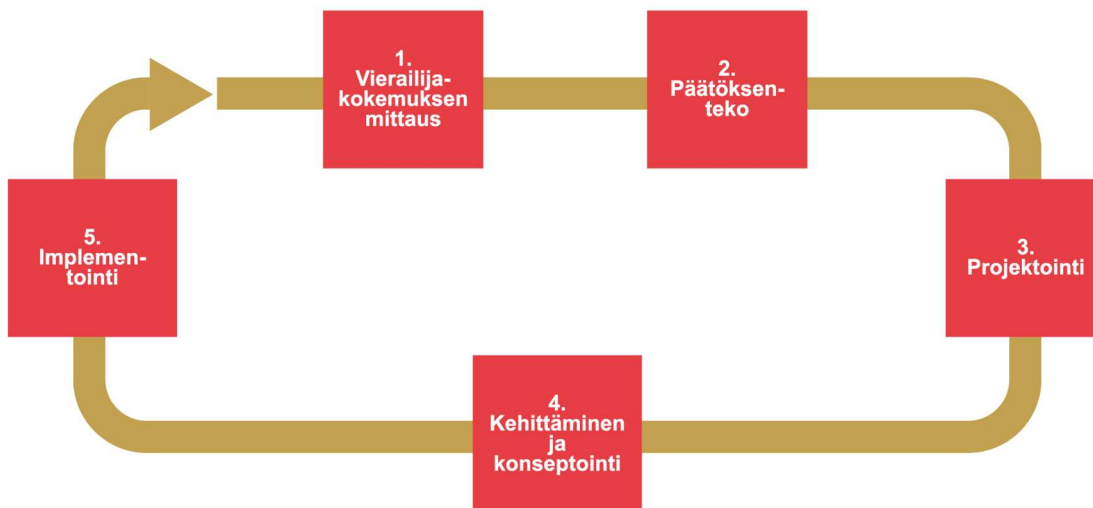 1.
Vierailija-
kokemuksen
mittaus
2.
Päätöksen-
teko
3.
Projektointi
4.
Kehittäminen
ja
konseptointi
5.
Implemen-
tointi